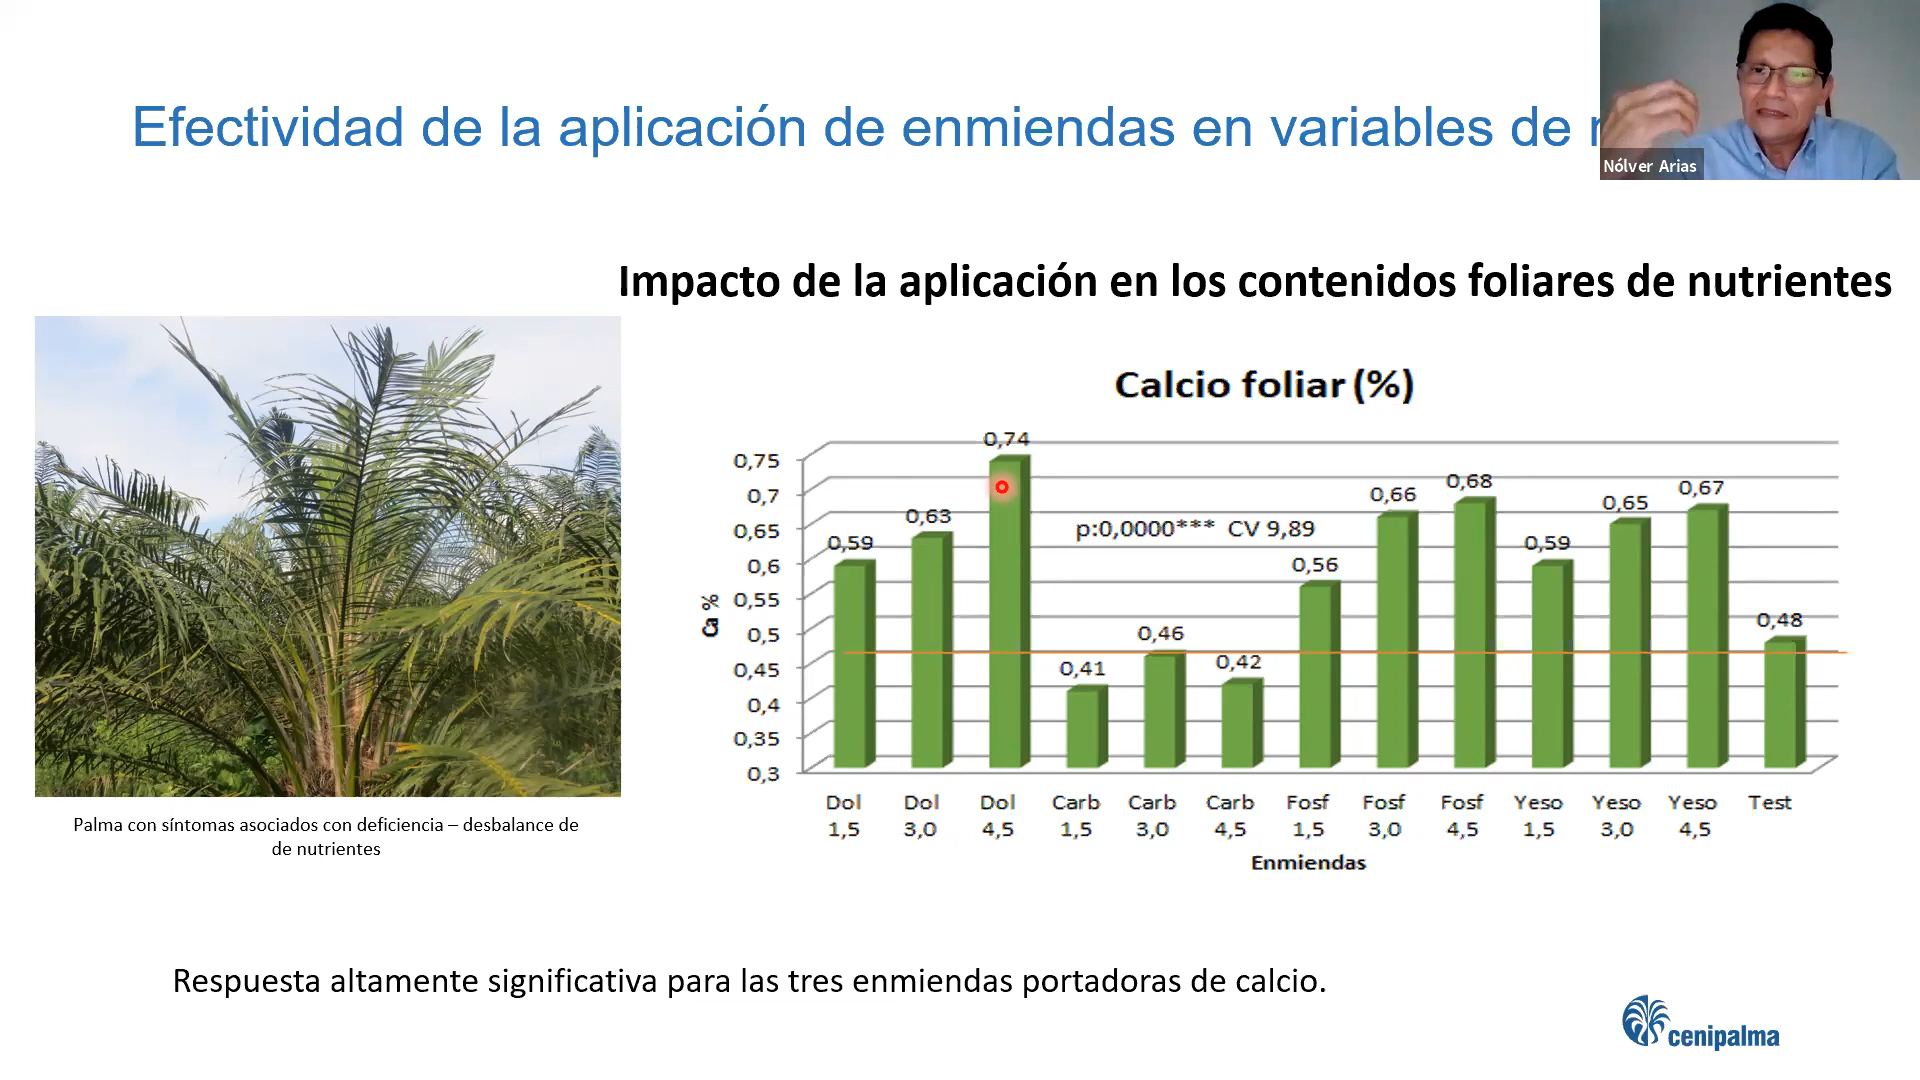 Efectividad de la aplicación de enmiendas en variables de
Nólver Arias
Impacto de la aplicación en los contenidos foliares de nutrientes
Calcio foliar (%)
0,75
0,7
0,65
0,6
0,55
0,5
0,45
0,4
0,35
0,3
Ca %
0,59
0,63
0,74
0,41
0,46
0,42
0,56
0,66
0,68
0,59
0,65
0,67
0,48
p:0,0000*** CV 9,89
Dol 1,5
Dol 3,0
Dol 4,5
Carb 1,5
Carb 3,0
Carb 4,5
Fosf 1,5
Fosf 3,0
Fosf 4,5
Yeso 1,5
Yeso 3,0
Yeso 4,5
Test
Enmiendas
Palma con síntomas asociados con deficiencia – desbalance de
de nutrientes
Respuesta altamente significativa para las tres enmiendas portadoras de calcio.
cenipalma